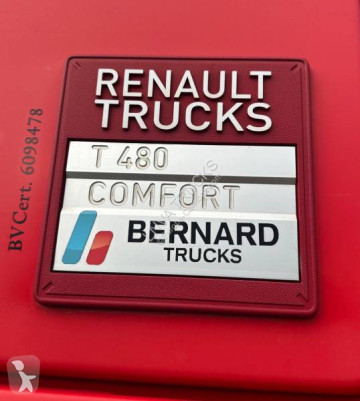 RENAULT
TRUCKS
T 480
COMFORT
BERNARD
TRUCKS
BVCert. 6098478